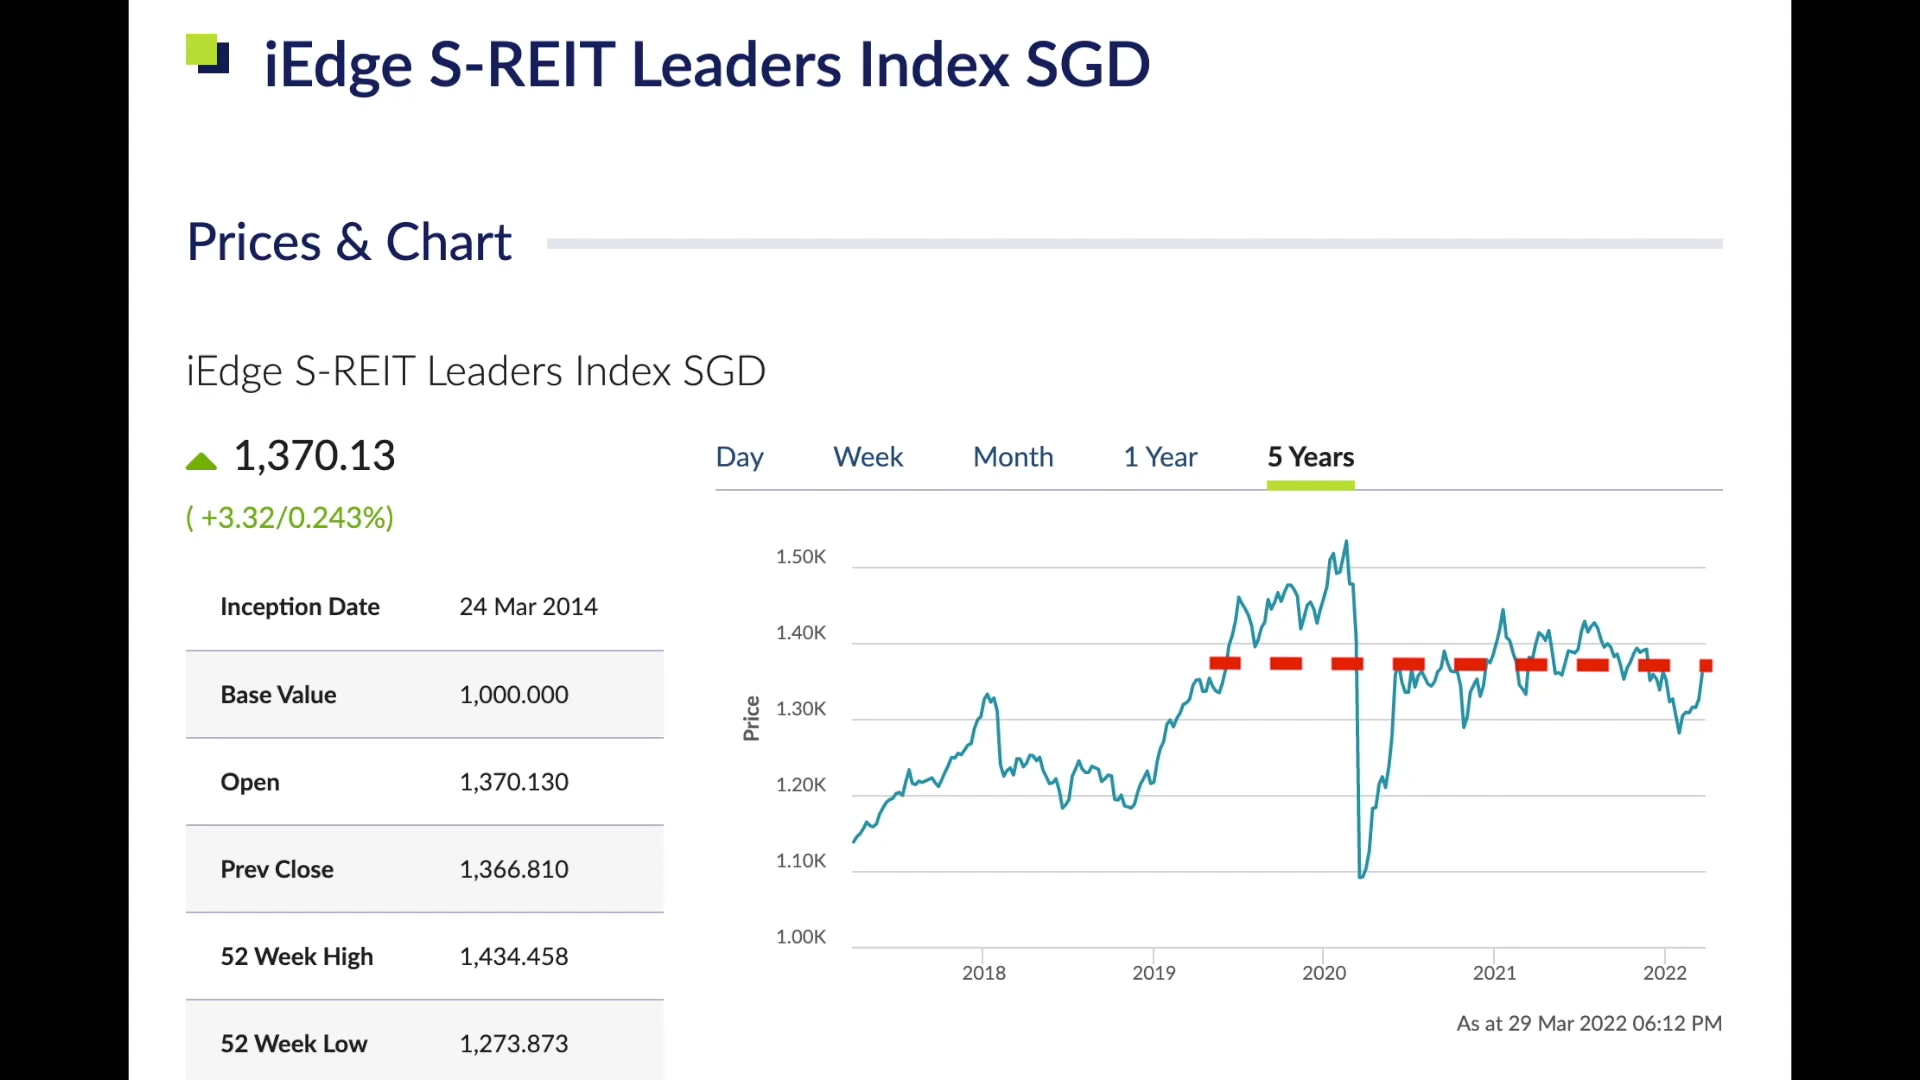 iEdge S-REIT Leaders Index SGD
Prices & Chart
iEdge S-REIT Leaders Index SGD
1,370.13
( +3.32/0.243%)
Inception Date 24 Mar 2014
Base Value 1,000.000
Open 1,370.130
Prev Close 1,366.810
52 Week High 1,434.458
52 Week Low 1,273.873
Day Week Month 1 Year 5 Years
Price
1.50K
1.40K
1.30K
1.20K
1.10K
1.00K
2018 2019 2020 2021 2022
As at 29 Mar 2022 06:12 PM